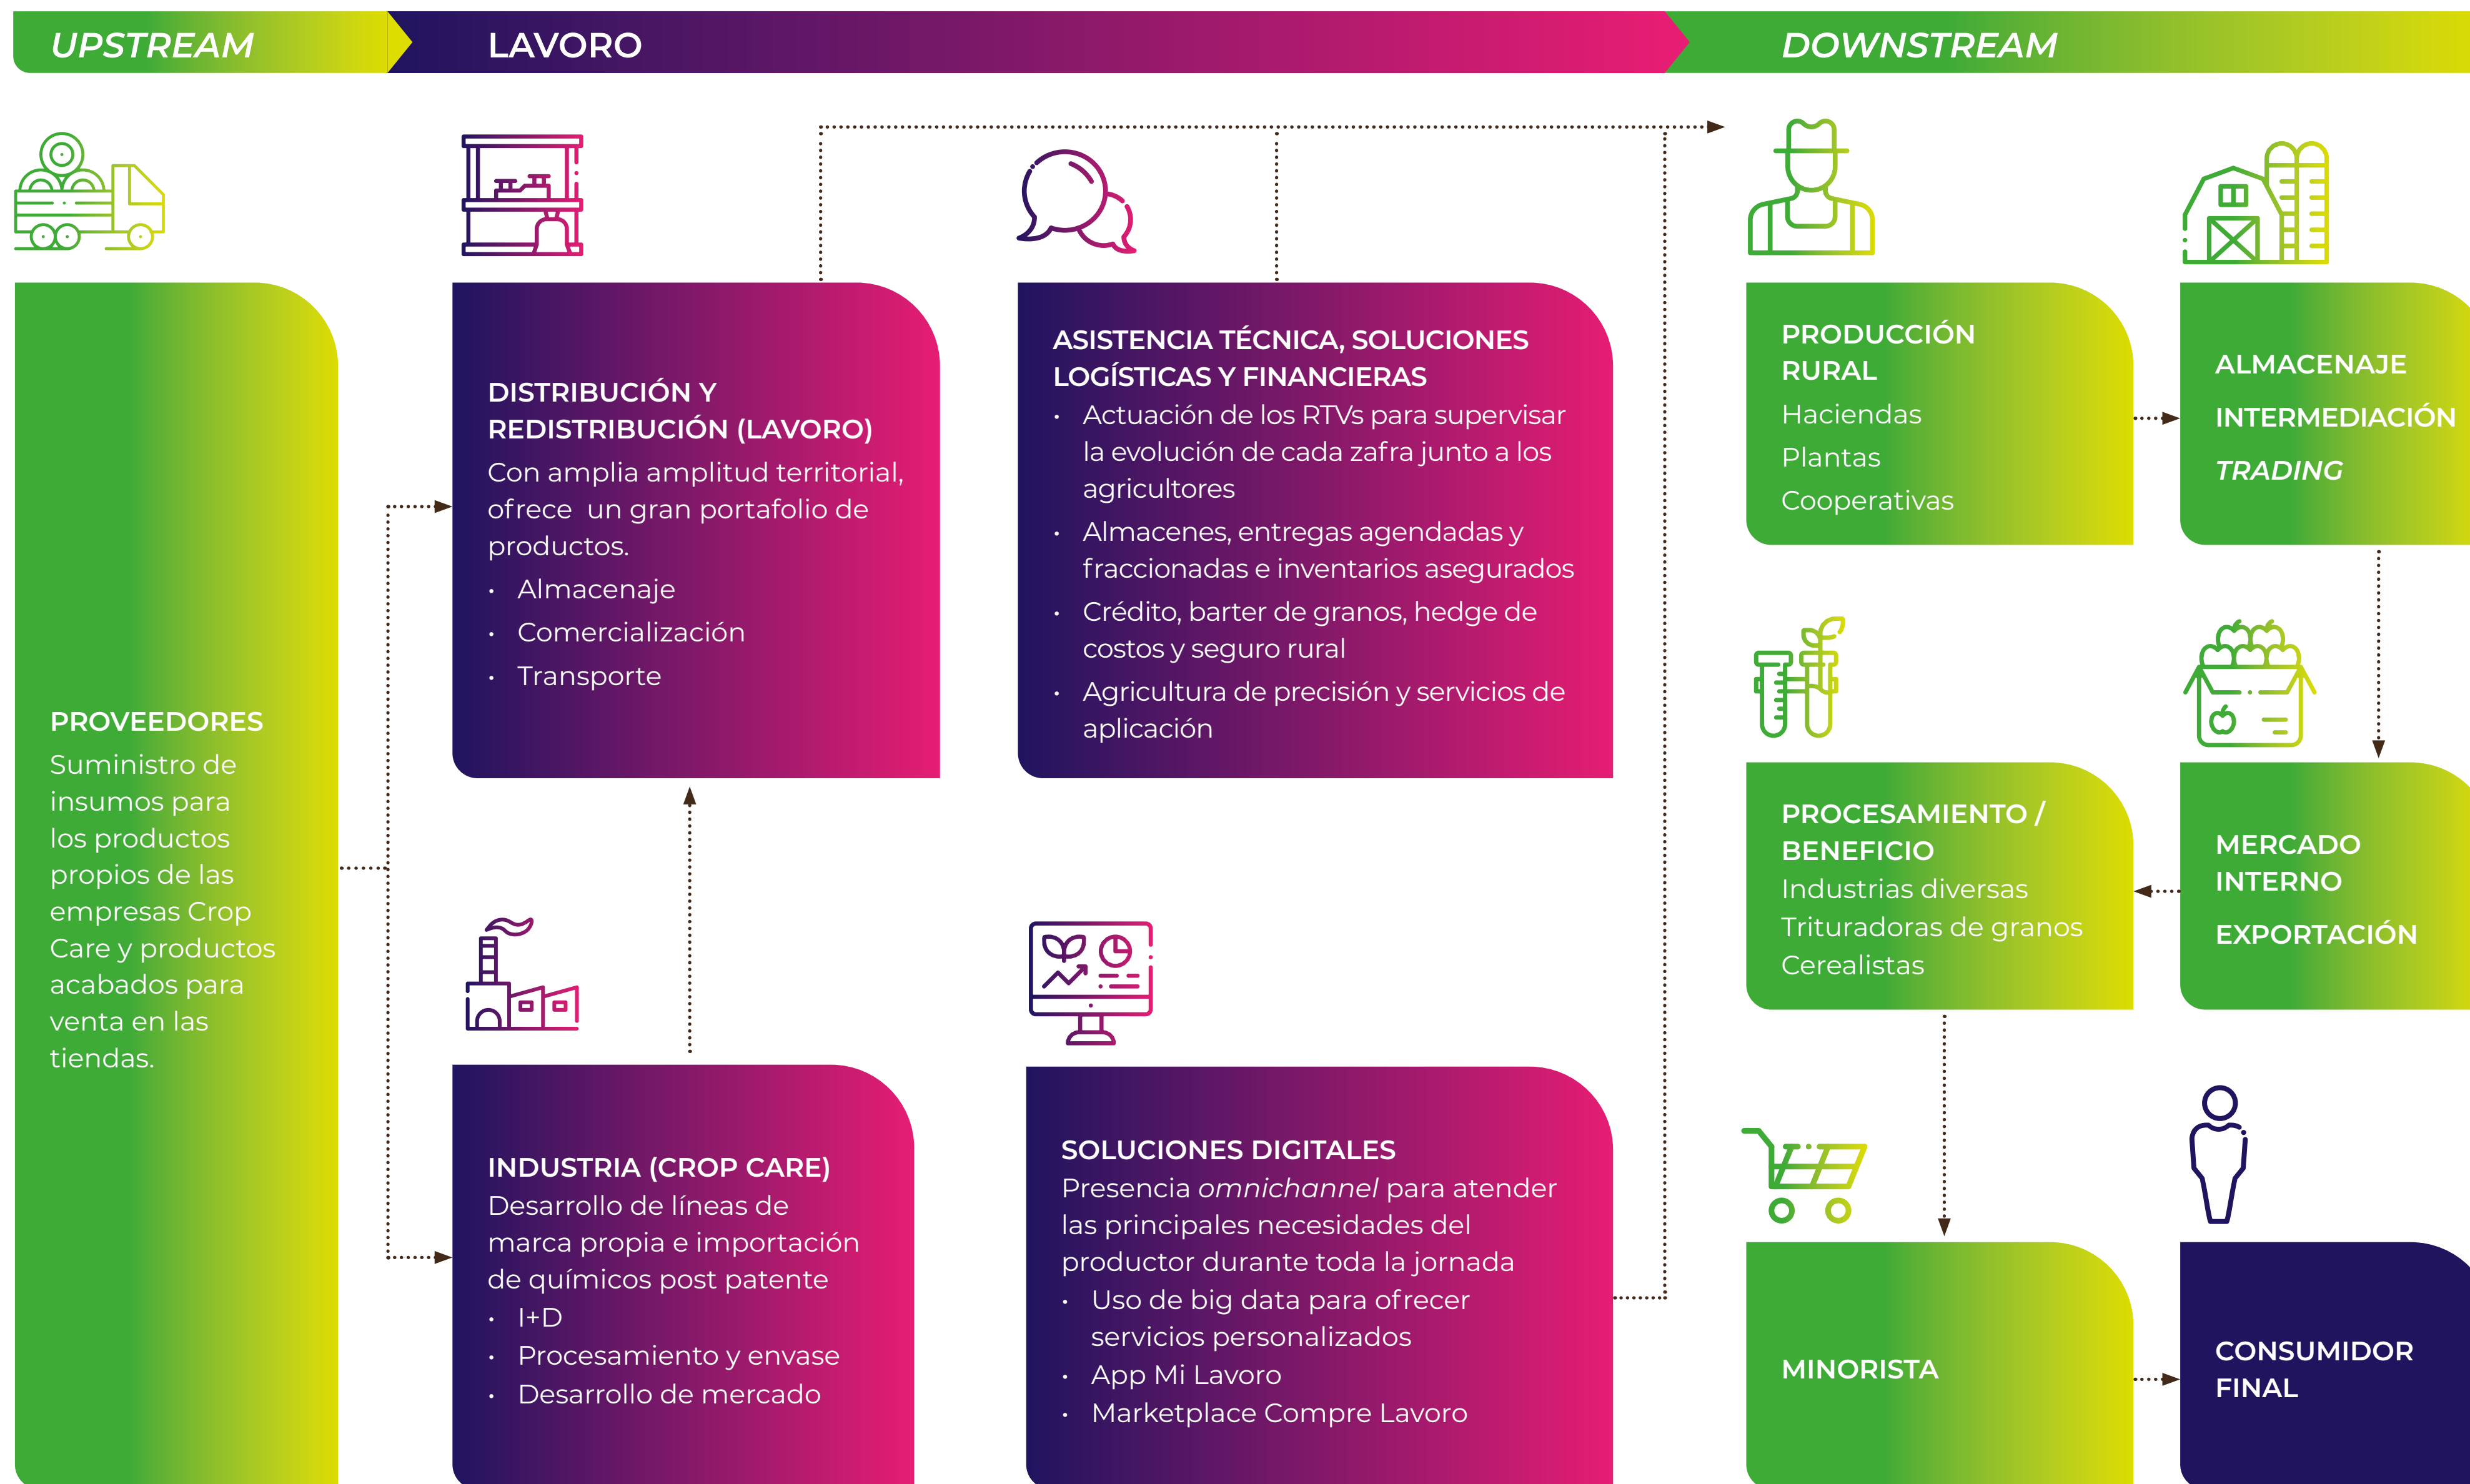 UPSTREAM
LAVORO
DOWNSTREAM
PROVEEDORES
Suministro de
insumos para
los productos
propios de las
empresas Crop
Care y productos
acabados para
venta en las
tiendas.
DISTRIBUCIÓN Y
REDISTRIBUCIÓN (LAVORO)
Con amplia amplitud territorial,
ofrece un gran portafolio de
productos.
• Almacenaje
• Comercialización
• Transporte
INDUSTRIA (CROP CARE)
Desarrollo de líneas de
marca propia e importación
de químicos post patente
• I+D
• Procesamiento y envase
• Desarrollo de mercado
ASISTENCIA TÉCNICA, SOLUCIONES
LOGÍSTICAS Y FINANCIERAS
• Actuación de los RTVs para supervisar
la evolución de cada zafra junto a los
agricultores
• Almacenes, entregas agendadas y
fraccionadas e inventarios asegurados
• Crédito, barter de granos, hedge de
costos y seguro rural
• Agricultura de precisión y servicios de
aplicación
SOLUCIONES DIGITALES
Presencia omnichannel para atender
las principales necesidades del
productor durante toda la jornada
• Uso de big data para ofrecer
servicios personalizados
• App Mi Lavoro
• Marketplace Compre Lavoro
PRODUCCIÓN
RURAL
Haciendas
Plantas
Cooperativas
ALMACENAJE
INTERMEDIACIÓN
TRADING
MERCADO
INTERNO
EXPORTACIÓN
PROCESAMIENTO /
BENEFICIO
Industrias diversas
Trituradoras de granos
Cerealistas
MINORISTA
CONSUMIDOR
FINAL